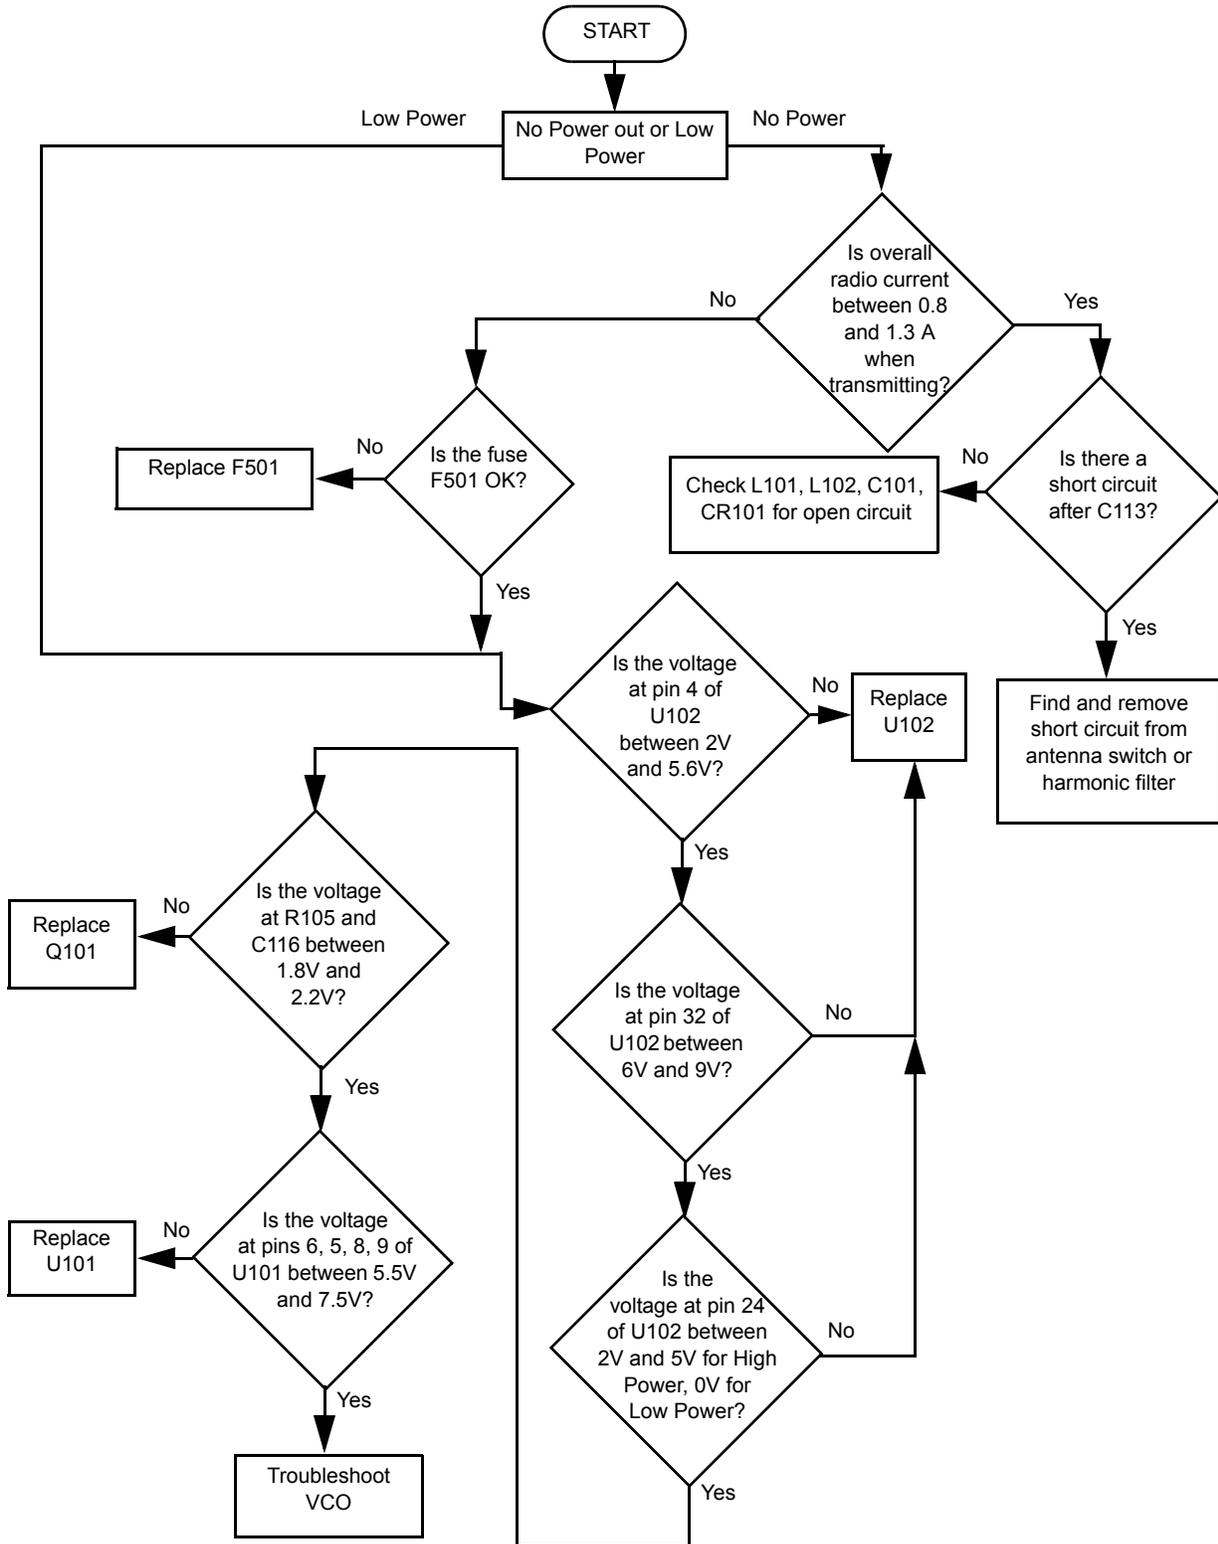 START
Low Power
No Power
No Power out or Low
Power
Is overall
radio current
between 0.8
and 1.3 A
when
transmitting?
No
Yes
Is the fuse
F501 OK?
No
Replace F501
Yes
Is there a
short circuit
after C113?
No
Check L101, L102, C101,
CR101 for open circuit
Yes
Find and remove
short circuit from
antenna switch or
harmonic filter
Is the voltage
at pin 4 of
U102
between 2V
and 5.6V?
No
Replace
U102
Yes
Is the voltage
at pin 32 of
U102 between
6V and 9V?
No
Yes
Is the
voltage at pin 24
of U102 between
2V and 5V for High
Power, 0V for
Low Power?
No
Yes
Is the voltage
at R105 and
C116 between
1.8V and
2.2V?
No
Replace
Q101
Yes
Is the voltage
at pins 6, 5, 8, 9 of
U101 between 5.5V
and 7.5V?
No
Replace
U101
Yes
Troubleshoot
VCO